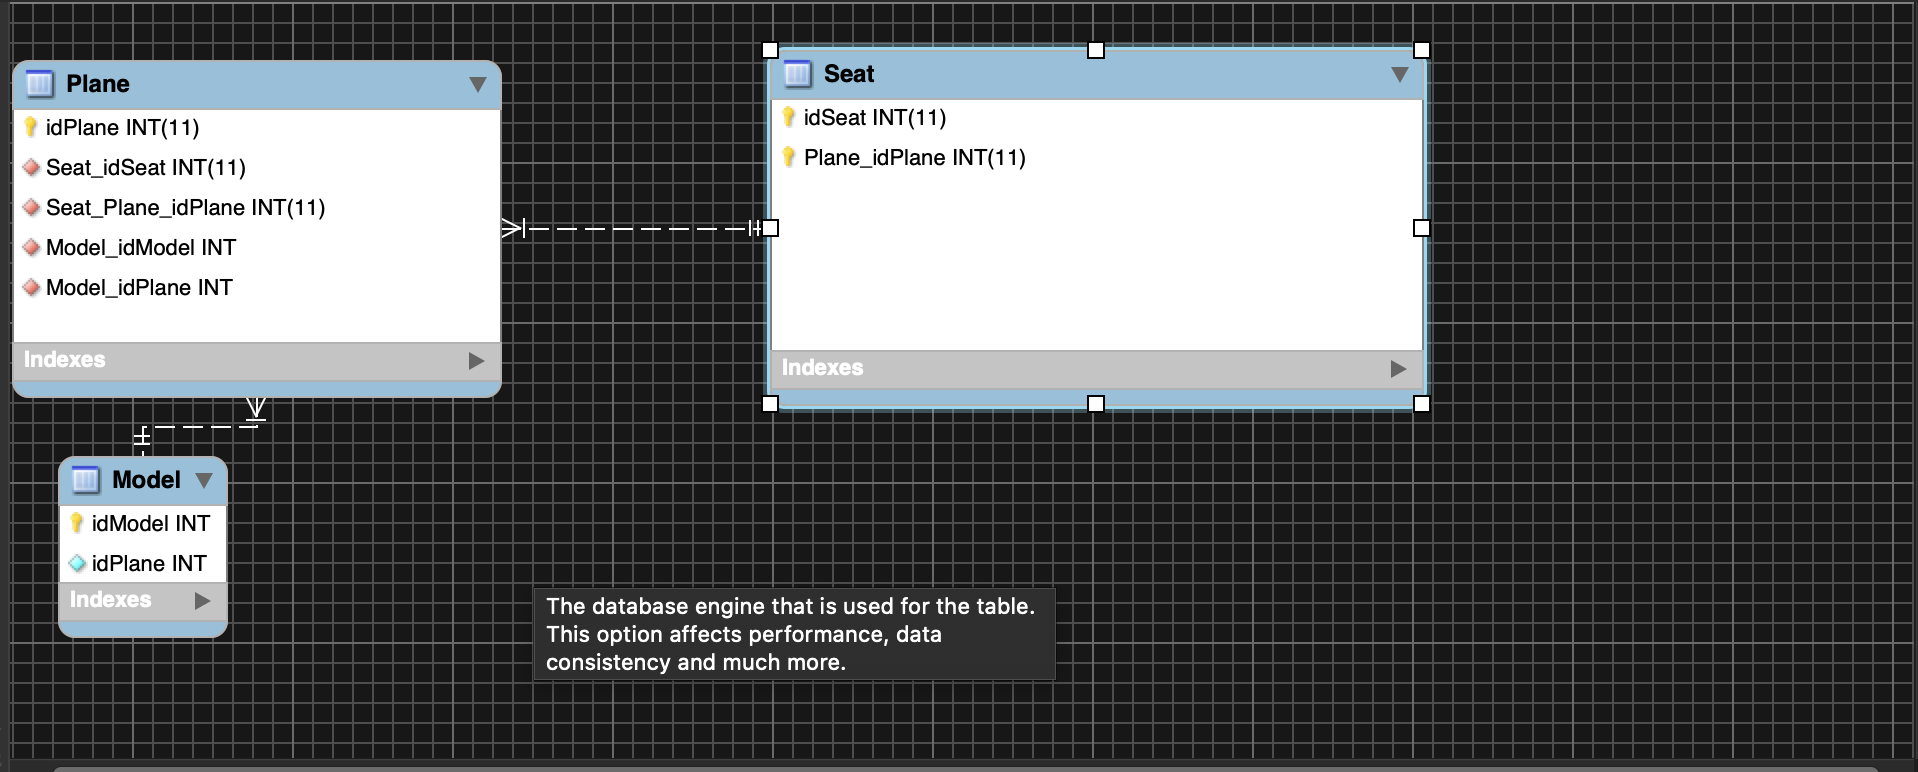 Plane
idPlane INT(11)
Seat_idSeat INT(11)
Seat_Plane_idPlane INT(11)
Model_idModel INT
Model_idPlane INT
Indexes
Seat
idSeat INT(11)
Plane_idPlane INT(11)
Indexes
Model
idModel INT
idPlane INT
Indexes
The database engine that is used for the table.
This option affects performance, data
consistency and much more.